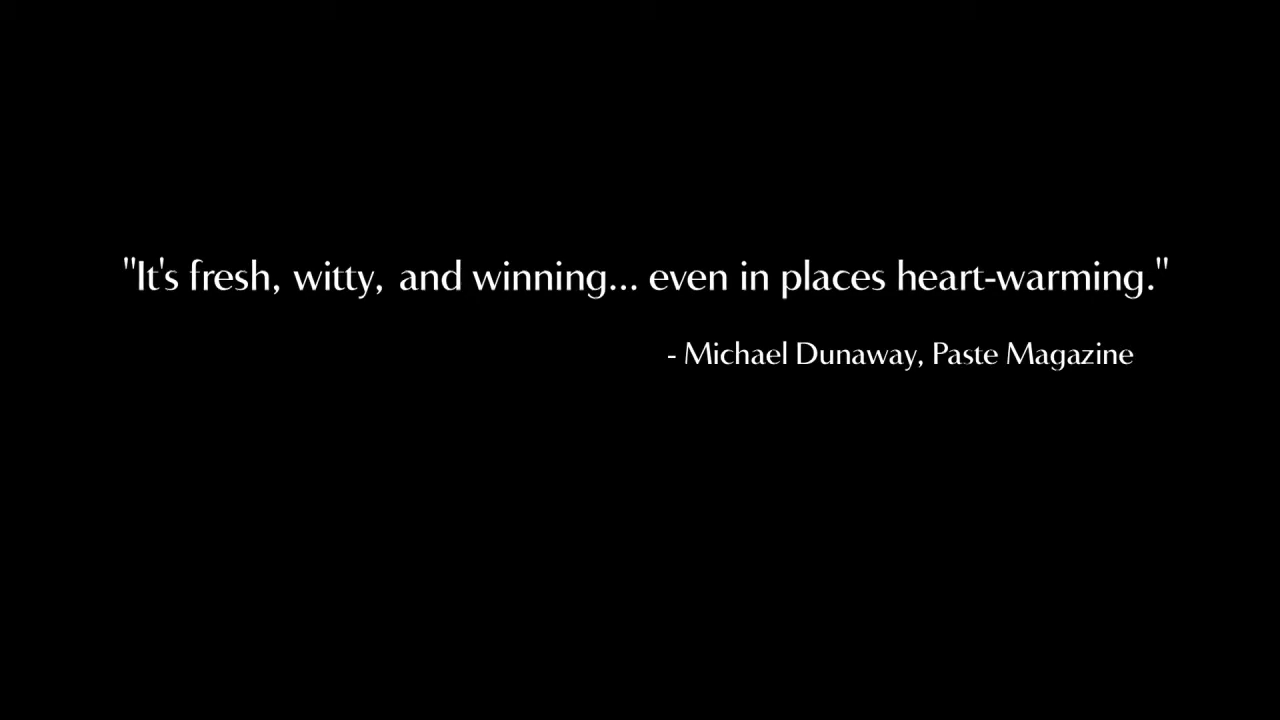 "It's fresh, witty, and winning... even in places heart-warming."
- Michael Dunaway, Paste Magazine